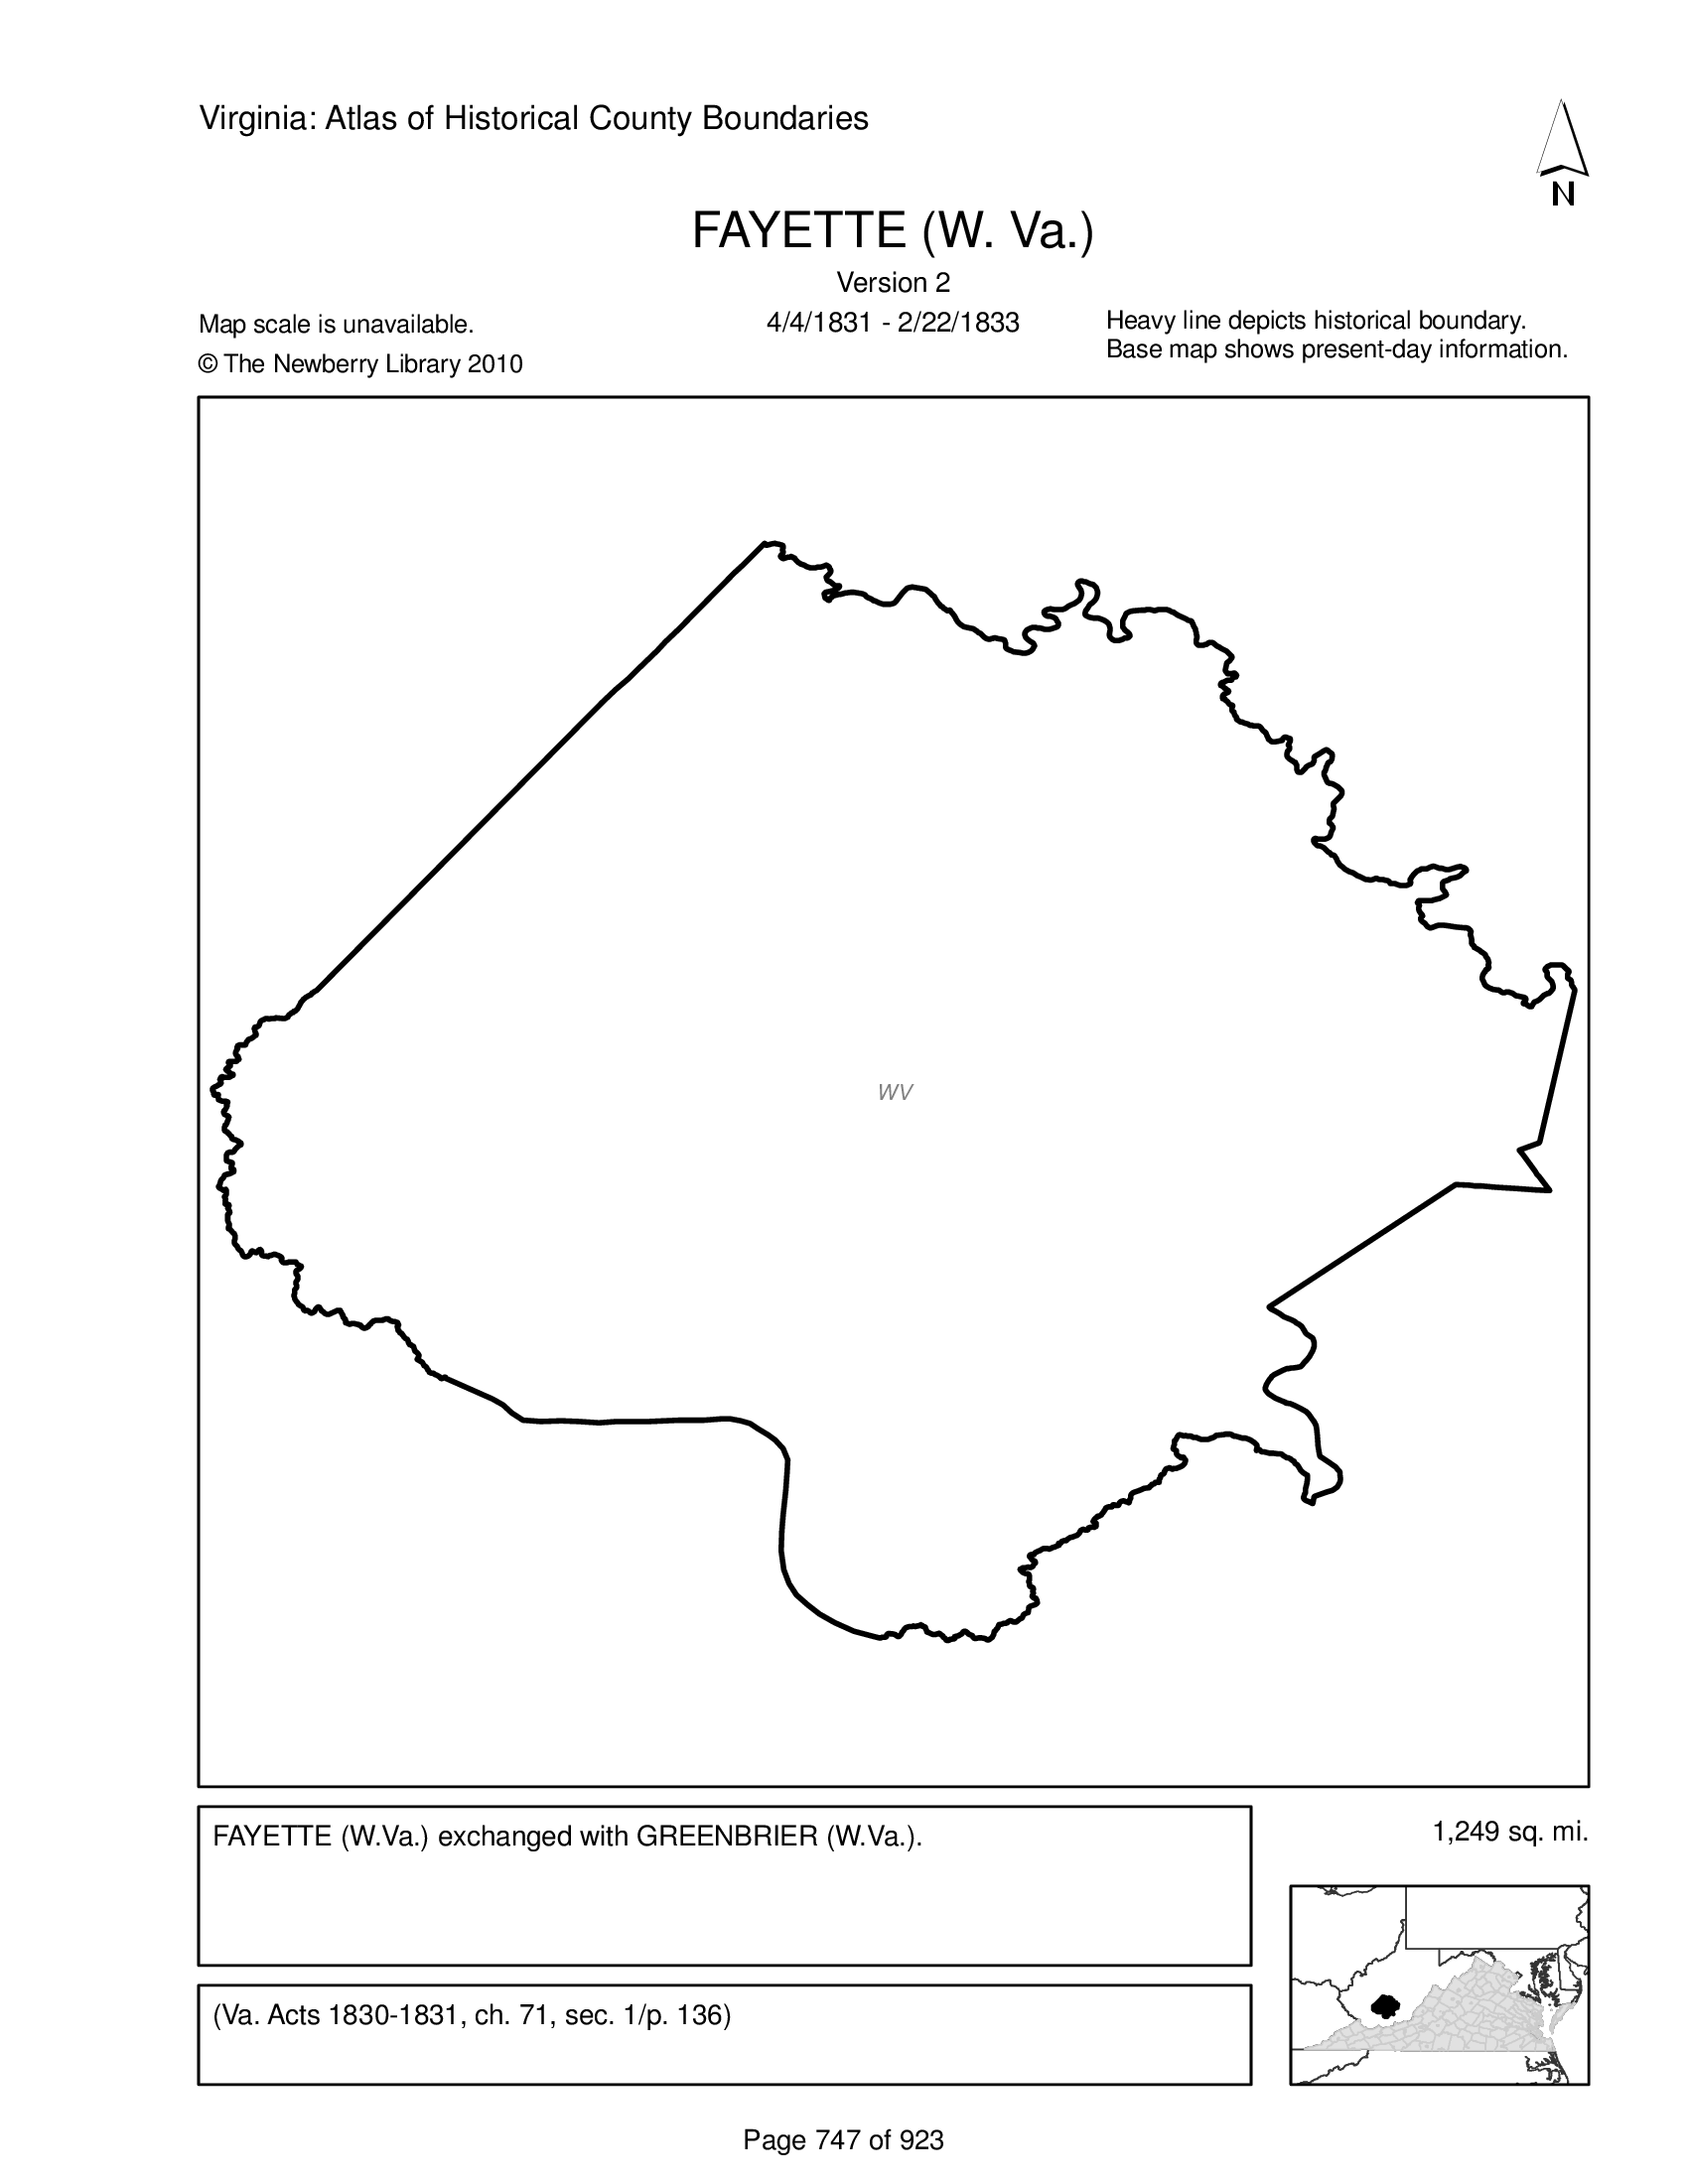 Virginia: Atlas of Historical County Boundaries
N
FAYETTE (W. Va.)
Version 2
4/4/1831 - 2/22/1833
Map scale is unavailable.
© The Newberry Library 2010
Heavy line depicts historical boundary.
Base map shows present-day information.
WV
FAYETTE (W.Va.) exchanged with GREENBRIER (W.Va.).
1,249 sq. mi.
(Va. Acts 1830-1831, ch. 71, sec. 1/p. 136)
Page 747 of 923